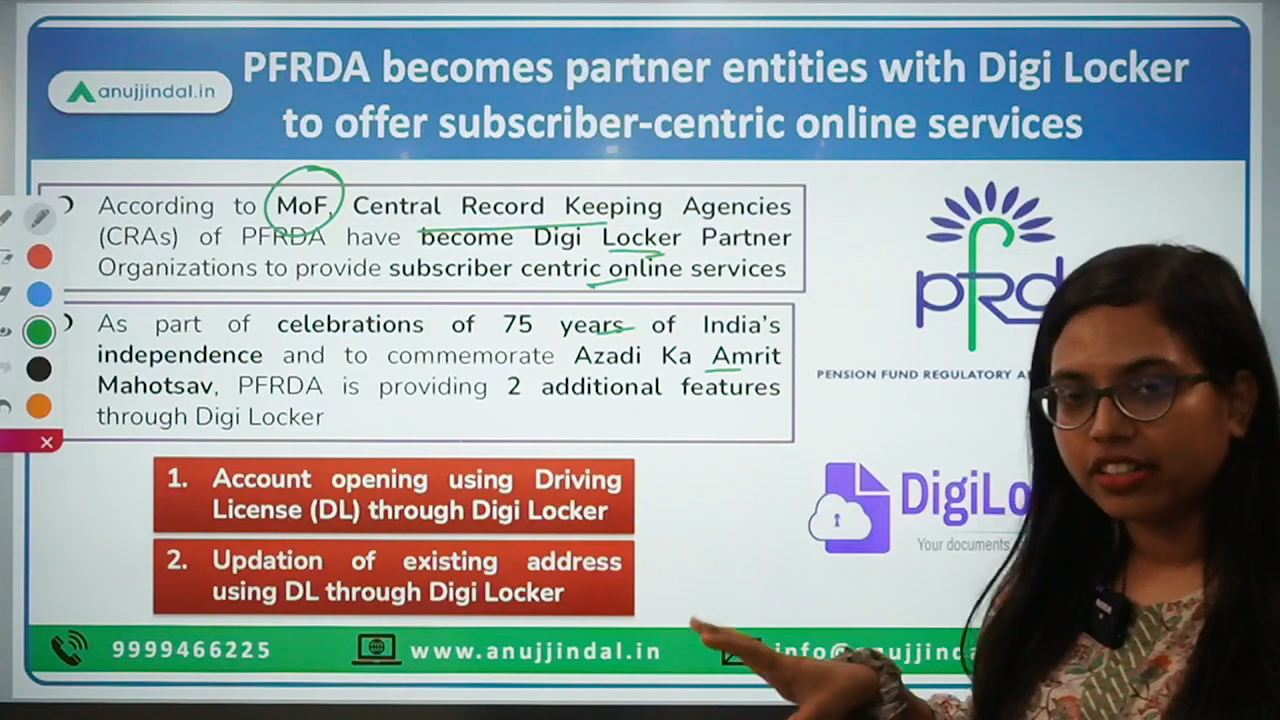 PFRDA becomes partner entities with Digi Locker
anujjindal.in
to offer subscriber-centric online services
According to MoF, Central Record Keeping Agencies
(CRAs) of PFRDA have become Digi Locker Partner
Organizations to provide subscriber centric online services
As part of celebrations of 75 years of India's
independence and to commemorate Azadi Ka Amrit
Mahotsav, PFRDA is providing 2 additional features
through Digi Locker
1. Account opening using Driving
License (DL) through Digi Locker
2. Updation of existing address
using DL through Digi Locker
pfrd
PENSION FUND REGULATORY
DigiLo
Your documents
9999466225
www.anujjindal.in
info@anujjinda